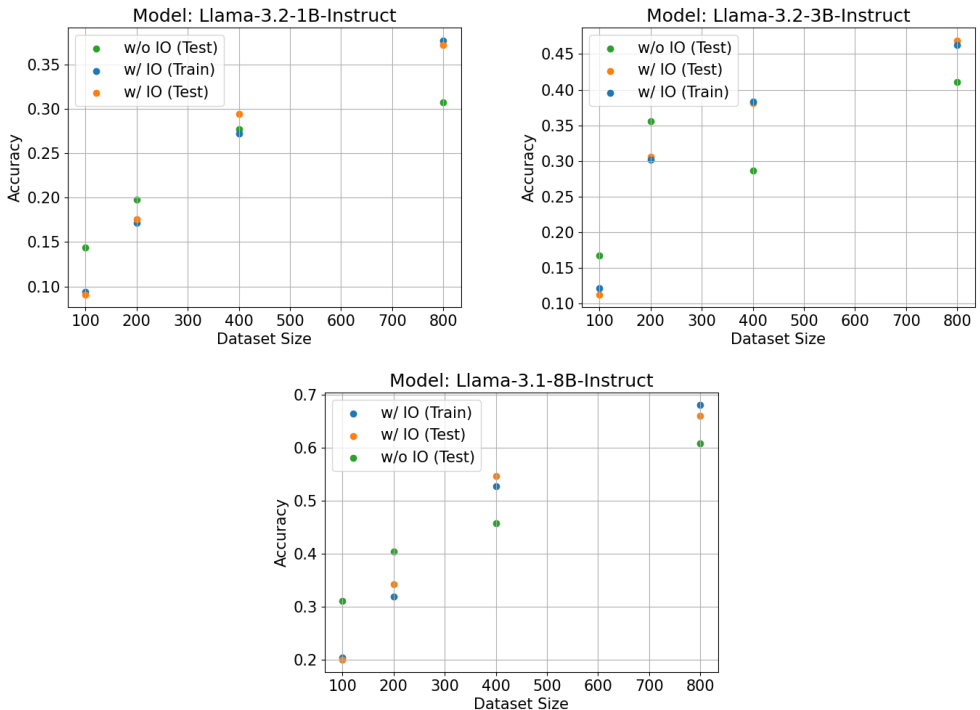 Model: Llama-3.2-1B-Instruct
w/o IO (Test)
w/ IO (Train)
w/ IO (Test)
0.35
0.30
0.25
0.20
0.15
0.10
Accuracy
100 200 300 400 500 600 700 800
Dataset Size
Model: Llama-3.2-3B-Instruct
w/o IO (Test)
w/ IO (Test)
w/ IO (Train)
0.45
0.40
0.35
0.30
0.25
0.20
0.15
0.10
Accuracy
100 200 300 400 500 600 700 800
Dataset Size
Model: Llama-3.1-8B-Instruct
w/ IO (Train)
w/ IO (Test)
w/o IO (Test)
0.7
0.6
0.5
0.4
0.3
0.2
Accuracy
100 200 300 400 500 600 700 800
Dataset Size